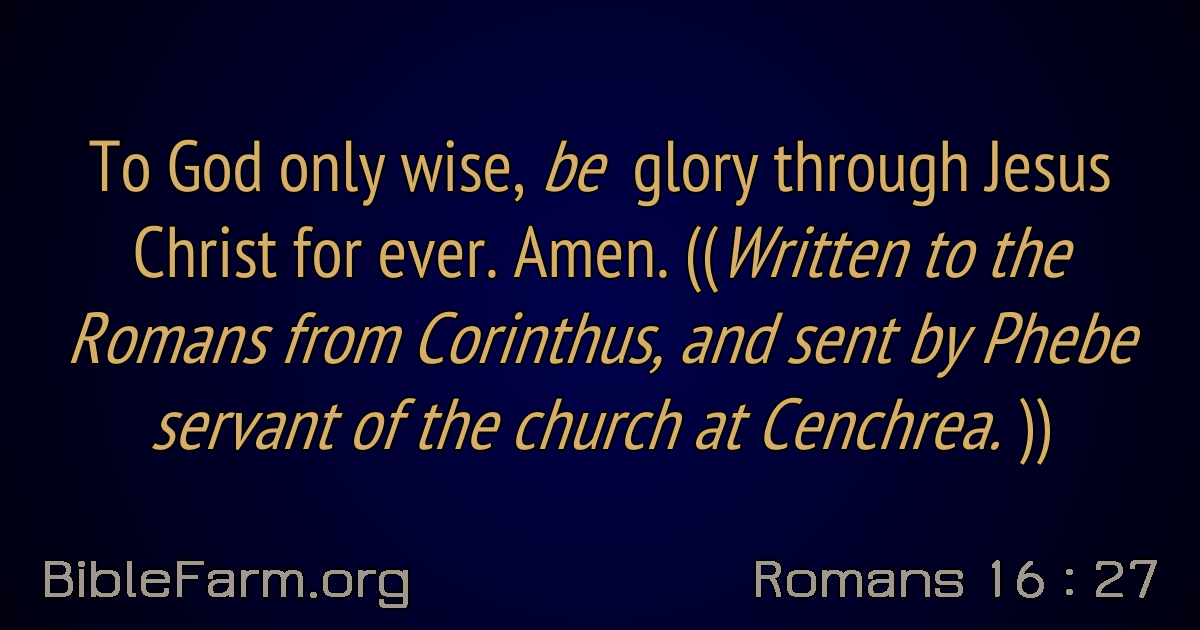 To God only wise, be glory through Jesus
Christ for ever. Amen. ((Written to the
Romans from Corinthus, and sent by Phebe
servant of the church at Cenchrea. ))
BibleFarm.org
Romans 16 : 27